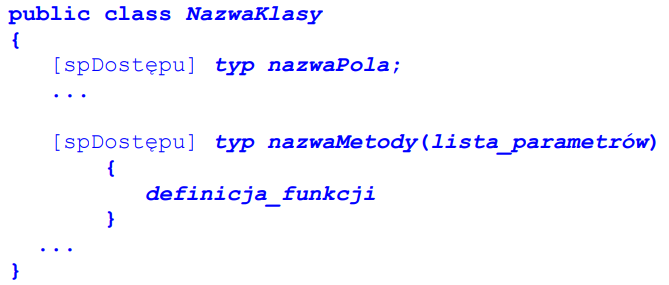 public class NazwaKlasy
{
[spDostępu] typ nazwaPola;
...
[spDostępu] typ nazwaMetody(lista_parametrów)
{
definicja_funkcji
}
...
}